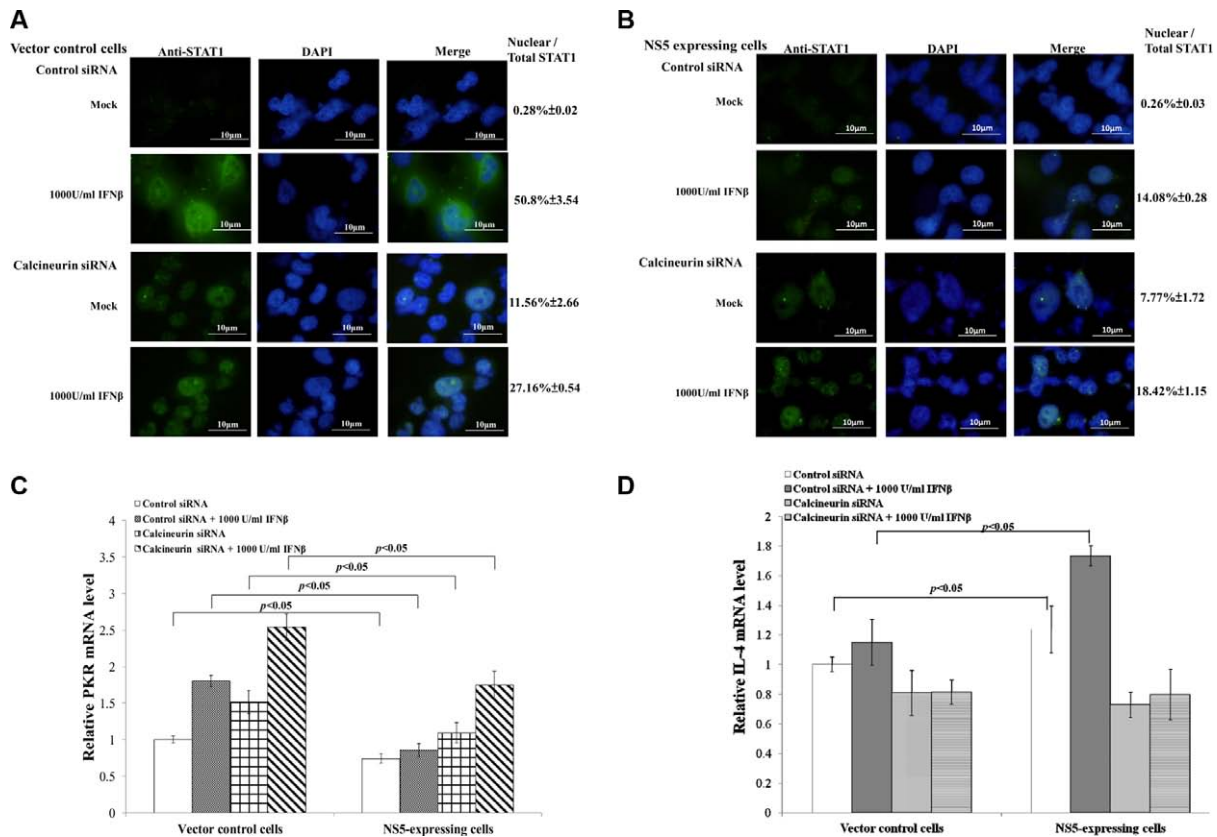 A
Vector control cells
Anti-STAT1
DAPI
Merge
Nuclear /
Total STAT1
Control siRNA
Mock
10μm
10μm
10μm
0.28%±0.02
1000U/ml IFNβ
10μm
10μm
10μm
50.8%±3.54
Calcineurin siRNA
Mock
10μm
10μm
10μm
11.56%±2.66
1000U/ml IFNβ
10μm
10μm
10μm
27.16%±0.54
B
NS5 expressing cells
Anti-STAT1
DAPI
Merge
Nuclear /
Total STAT1
Control siRNA
Mock
10μm
10μm
10μm
0.26%±0.03
1000U/ml IFNβ
10μm
10μm
10μm
14.08%±0.28
Calcineurin siRNA
Mock
10μm
10μm
10μm
7.77%±1.72
1000U/ml IFNβ
10μm
10μm
10μm
18.42%±1.15
C
Control siRNA
Control siRNA + 1000 U/ml IFNβ
Calcineurin siRNA
Calcineurin siRNA + 1000 U/ml IFNβ
Relative PKR mRNA level
4
3.5
3
2.5
2
1.5
1
0.5
0
p<0.05
p<0.05
p<0.05
p<0.05
Vector control cells
NS5-expressing cells
D
Control siRNA
Control siRNA + 1000 U/ml IFNβ
Calcineurin siRNA
Calcineurin siRNA + 1000 U/ml IFNβ
Relative IL-4 mRNA level
2
1.8
1.6
1.4
1.2
1
0.8
0.6
0.4
0.2
0
p<0.05
p<0.05
Vector control cells
NS5-expressing cells